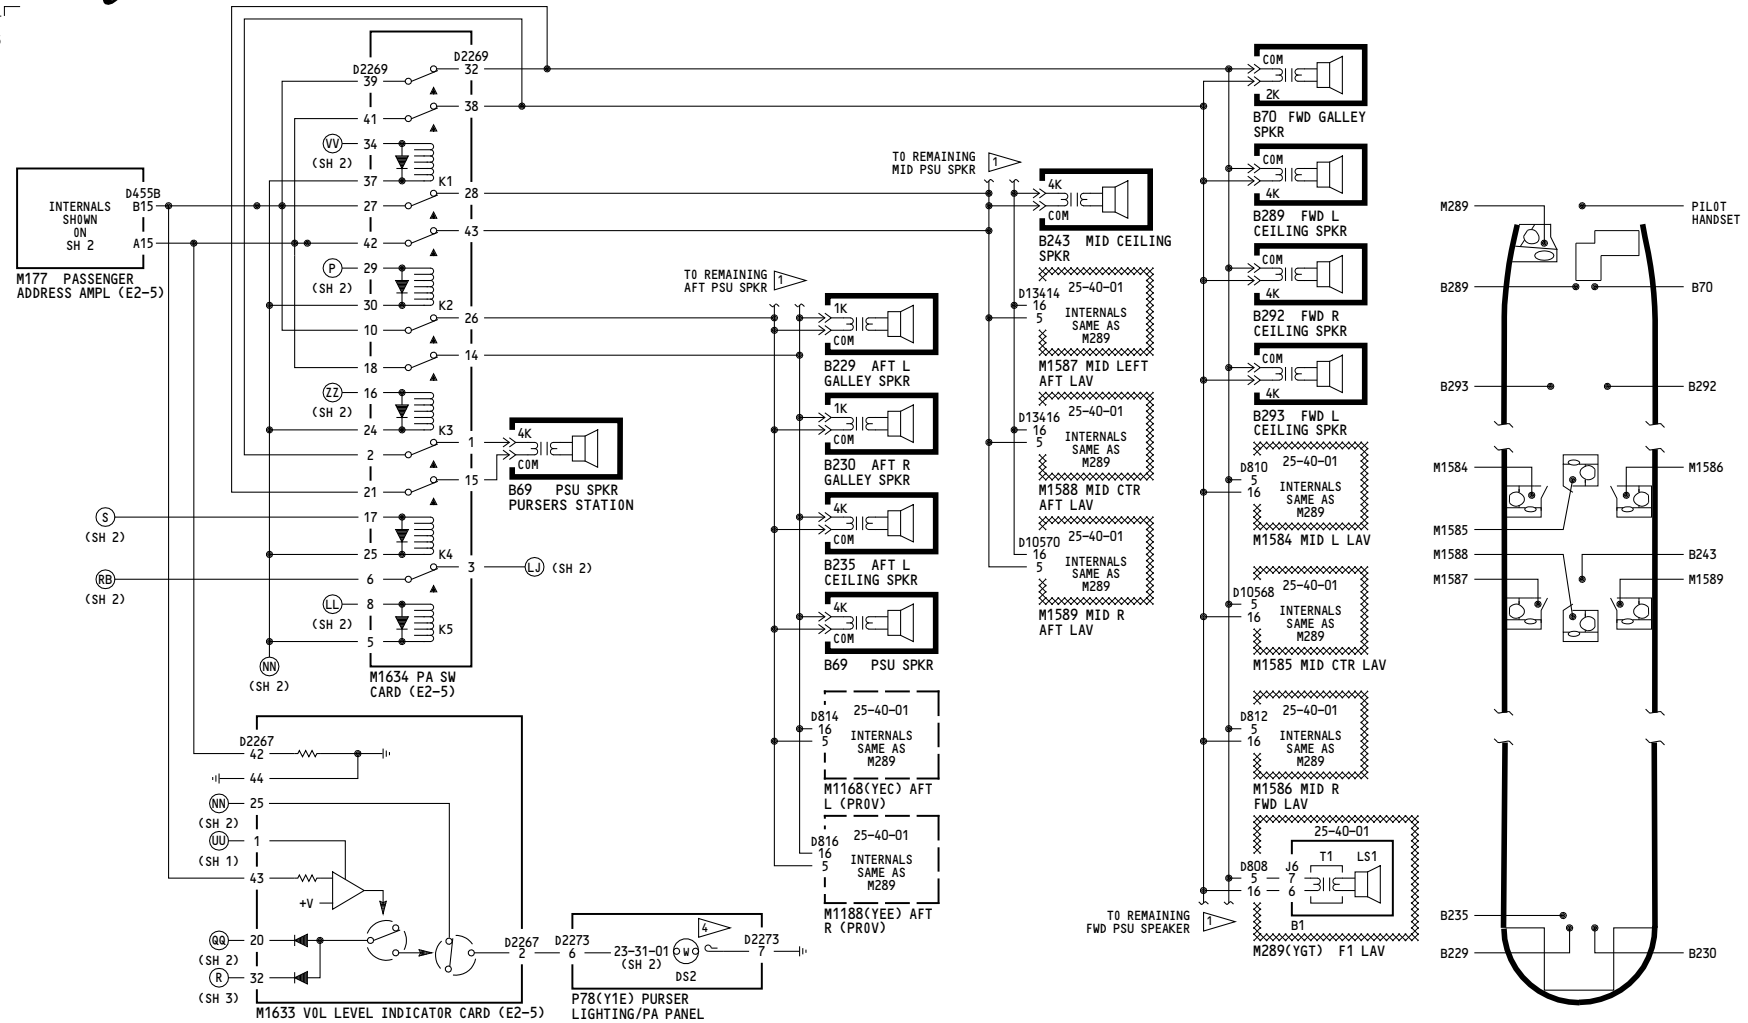 D2269
D2269
39
32
41
38
VV
34
(SH 2)
37
K1
27
28
42
43
P
29
(SH 2)
30
K2
10
26
18
14
ZZ
16
(SH 2)
24
K3
2
1
21
15
S
17
(SH 2)
25
K4
RB
6
3
LJ (SH 2)
(SH 2)
LL
8
(SH 2)
5
K5
NN
(SH 2)
M1634 PA SW
CARD (E2-5)
INTERNALS
SHOWN
ON
SH 2
D455B
B15
A15
M177 PASSENGER
ADDRESS AMPL (E2-5)
4K
COM
B69 PSU SPKR
PURSERS STATION
D2267
42
44
NN
25
(SH 2)
UU
1
(SH 1)
43
+V
QQ
20
(SH 2)
R
32
(SH 3)
D2267
2
M1633 VOL LEVEL INDICATOR CARD (E2-5)
D2273
6
23-31-01
(SH 2)
W
DS2
4
D2273
7
P78(Y1E) PURSER
LIGHTING/PA PANEL
TO REMAINING
AFT PSU SPKR
1
1K
COM
B229 AFT L
GALLEY SPKR
1K
COM
B230 AFT R
GALLEY SPKR
4K
COM
B235 AFT L
CEILING SPKR
4K
COM
B69 PSU SPKR
D814
16
5
25-40-01
INTERNALS
SAME AS
M289
M1168(YEC) AFT
L (PROV)
D816
16
5
25-40-01
INTERNALS
SAME AS
M289
M1188(YEE) AFT
R (PROV)
TO REMAINING
MID PSU SPKR
1
4K
COM
B243 MID CEILING
SPKR
D13414
16
5
25-40-01
INTERNALS
SAME AS
M289
M1587 MID LEFT
AFT LAV
D13416
16
5
25-40-01
INTERNALS
SAME AS
M289
M1588 MID CTR
AFT LAV
D10570
16
5
25-40-01
INTERNALS
SAME AS
M289
M1589 MID R
AFT LAV
COM
2K
B70 FWD GALLEY
SPKR
COM
4K
B289 FWD L
CEILING SPKR
COM
4K
B292 FWD R
CEILING SPKR
COM
4K
B293 FWD L
CEILING SPKR
D810
5
16
25-40-01
INTERNALS
SAME AS
M289
M1584 MID L LAV
D10568
5
16
25-40-01
INTERNALS
SAME AS
M289
M1585 MID CTR LAV
D812
5
16
25-40-01
INTERNALS
SAME AS
M289
M1586 MID R
FWD LAV
25-40-01
D808
5
16
J6
7
6
T1
LS1
B1
M289(YGT) F1 LAV
TO REMAINING
FWD PSU SPEAKER
1
M289
PILOT
HANDSET
B289
B70
B293
B292
M1584
M1586
M1585
M1588
B243
M1587
M1589
B235
B229
B230